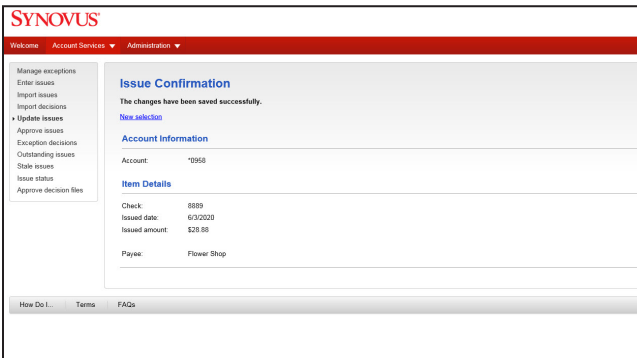 SYNOVUS
Welcome Account Services Administration
Manage exceptions
Enter issues
Import issues
Import decisions
Update issues
Approve issues
Exception decisions
Outstanding issues
Stale issues
Issue status
Approve decision files
Issue Confirmation
The changes have been saved successfully.
New selection
Account Information
Account: *0958
Item Details
Check: 8889
Issued date: 6/3/2020
Issued amount: $28.88
Payee: Flower Shop
How Do I... Terms FAQs